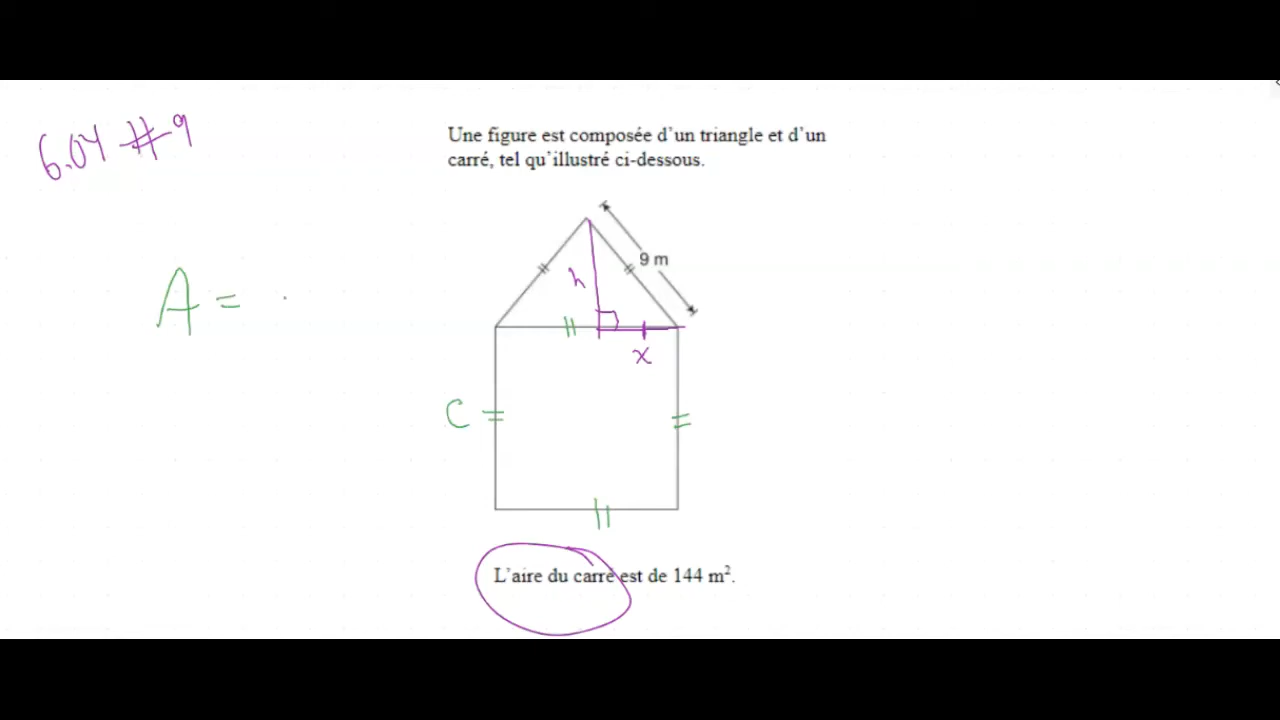 6.04 #9
Une figure est composée d'un triangle et d'un
carré, tel qu'illustré ci-dessous.
9 m
h
A =
x
C
L'aire du carré est de 144 m².